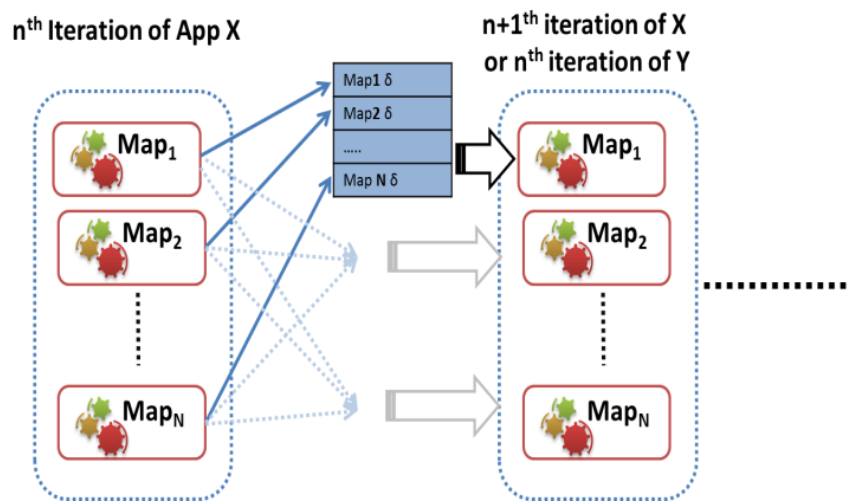 nth Iteration of App X
n+1th iteration of X
or nth iteration of Y
Map1 δ
Map2 δ
.....
Map N δ
Map1
Map2
MapN
Map1
Map2
MapN